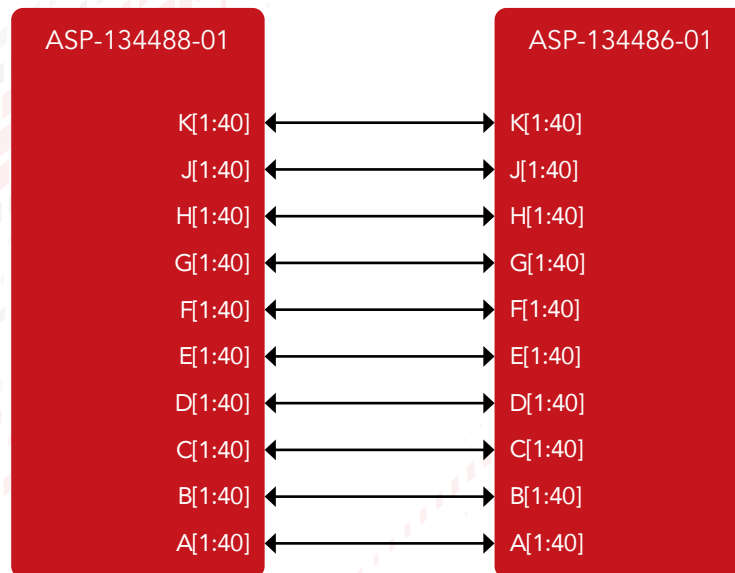 ASP-134488-01 ASP-134486-01
K[1:40] K[1:40]
J[1:40] J[1:40]
H[1:40] H[1:40]
G[1:40] G[1:40]
F[1:40] F[1:40]
E[1:40] E[1:40]
D[1:40] D[1:40]
C[1:40] C[1:40]
B[1:40] B[1:40]
A[1:40] A[1:40]